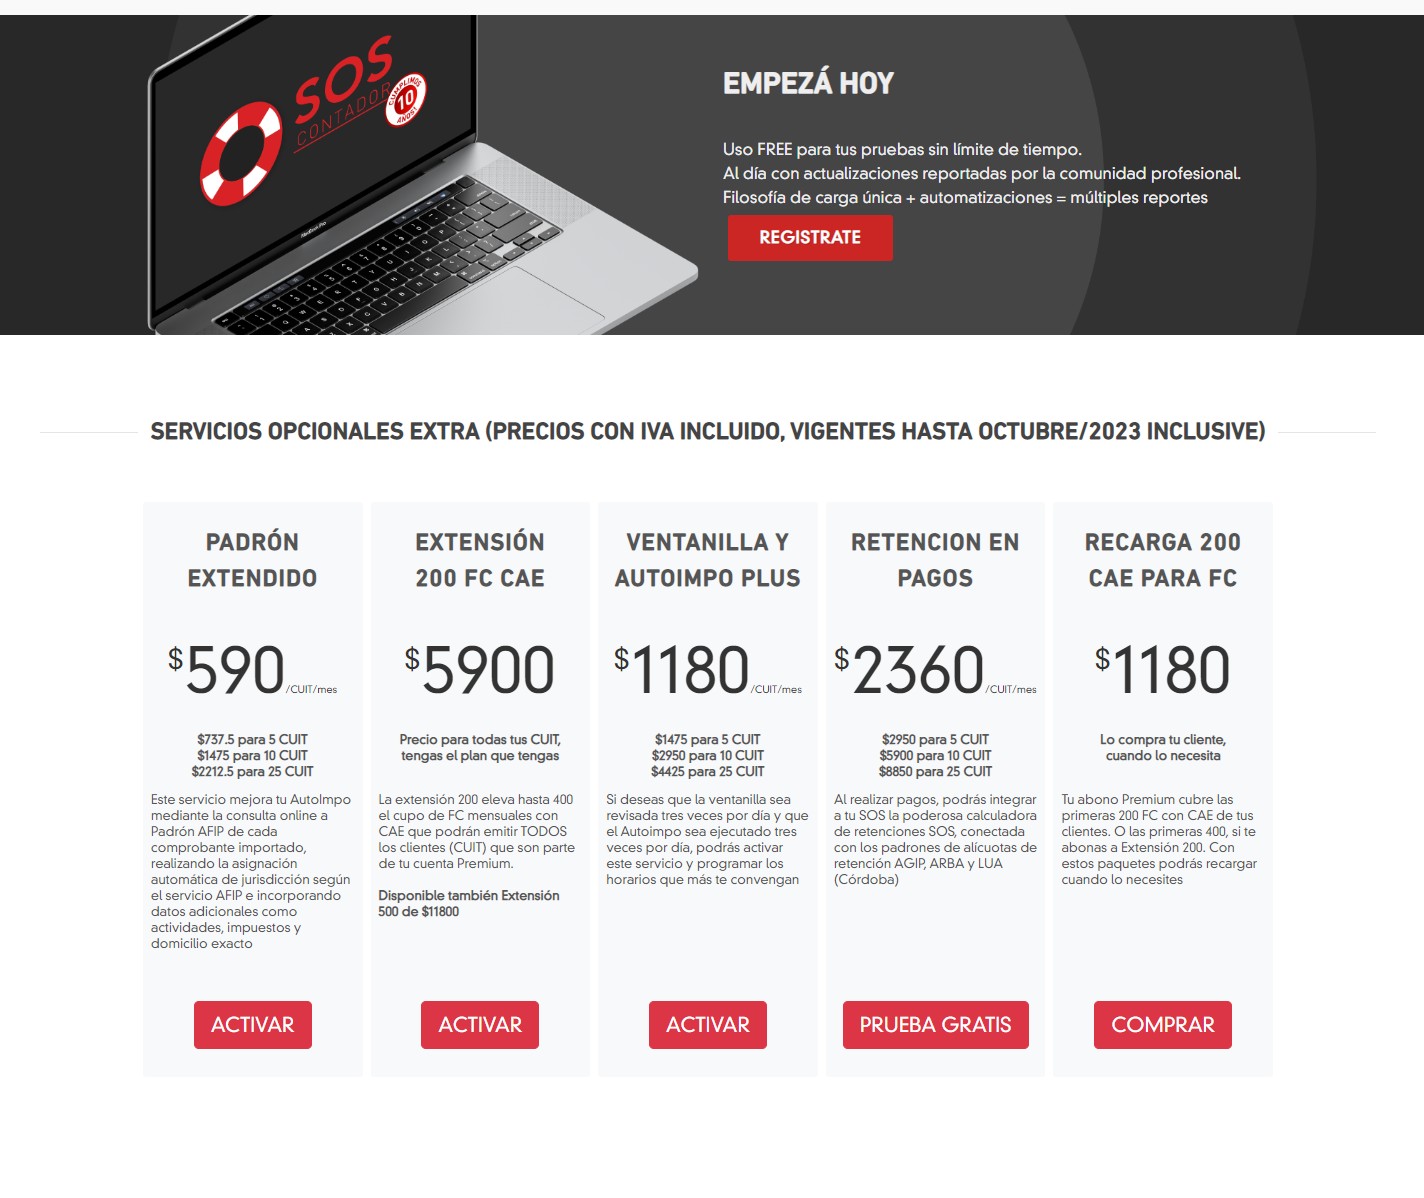 SOS
CONTADOR
CUMPLIMOS
10
AÑOS!
MacBook Pro
EMPEZÁ HOY
Uso FREE para tus pruebas sin límite de tiempo.
Al día con actualizaciones reportadas por la comunidad profesional.
Filosofía de carga única + automatizaciones = múltiples reportes
REGISTRATE
SERVICIOS OPCIONALES EXTRA (PRECIOS CON IVA INCLUIDO, VIGENTES HASTA OCTUBRE/2023 INCLUSIVE)
PADRÓN
EXTENDIDO
$590/CUIT/mes
$737.5 para 5 CUIT
$1475 para 10 CUIT
$2212.5 para 25 CUIT
Este servicio mejora tu AutoImpo
mediante la consulta online a
Padrón AFIP de cada
comprobante importado,
realizando la asignación
automática de jurisdicción según
el servicio AFIP e incorporando
datos adicionales como
actividades, impuestos y
domicilio exacto
ACTIVAR
EXTENSIÓN
200 FC CAE
$5900
Precio para todas tus CUIT,
tengas el plan que tengas
La extensión 200 eleva hasta 400
el cupo de FC mensuales con
CAE que podrán emitir TODOS
los clientes (CUIT) que son parte
de tu cuenta Premium.
Disponible también Extensión
500 de $11800
ACTIVAR
VENTANILLA Y
AUTOIMPO PLUS
$1180/CUIT/mes
$1475 para 5 CUIT
$2950 para 10 CUIT
$4425 para 25 CUIT
Si deseas que la ventanilla sea
revisada tres veces por día y que
el Autoimpo sea ejecutado tres
veces por día, podrás activar
este servicio y programar los
horarios que más te convengan
ACTIVAR
RETENCION EN
PAGOS
$2360/CUIT/mes
$2950 para 5 CUIT
$5900 para 10 CUIT
$8850 para 25 CUIT
Al realizar pagos, podrás integrar
a tu SOS la poderosa calculadora
de retenciones SOS, conectada
con los padrones de alícuotas de
retención AGIP, ARBA y LUA
(Córdoba)
PRUEBA GRATIS
RECARGA 200
CAE PARA FC
$1180
Lo compra tu cliente,
cuando lo necesita
Tu abono Premium cubre las
primeras 200 FC con CAE de tus
clientes. O las primeras 400, si te
abonas a Extensión 200. Con
estos paquetes podrás recargar
cuando lo necesites
COMPRAR